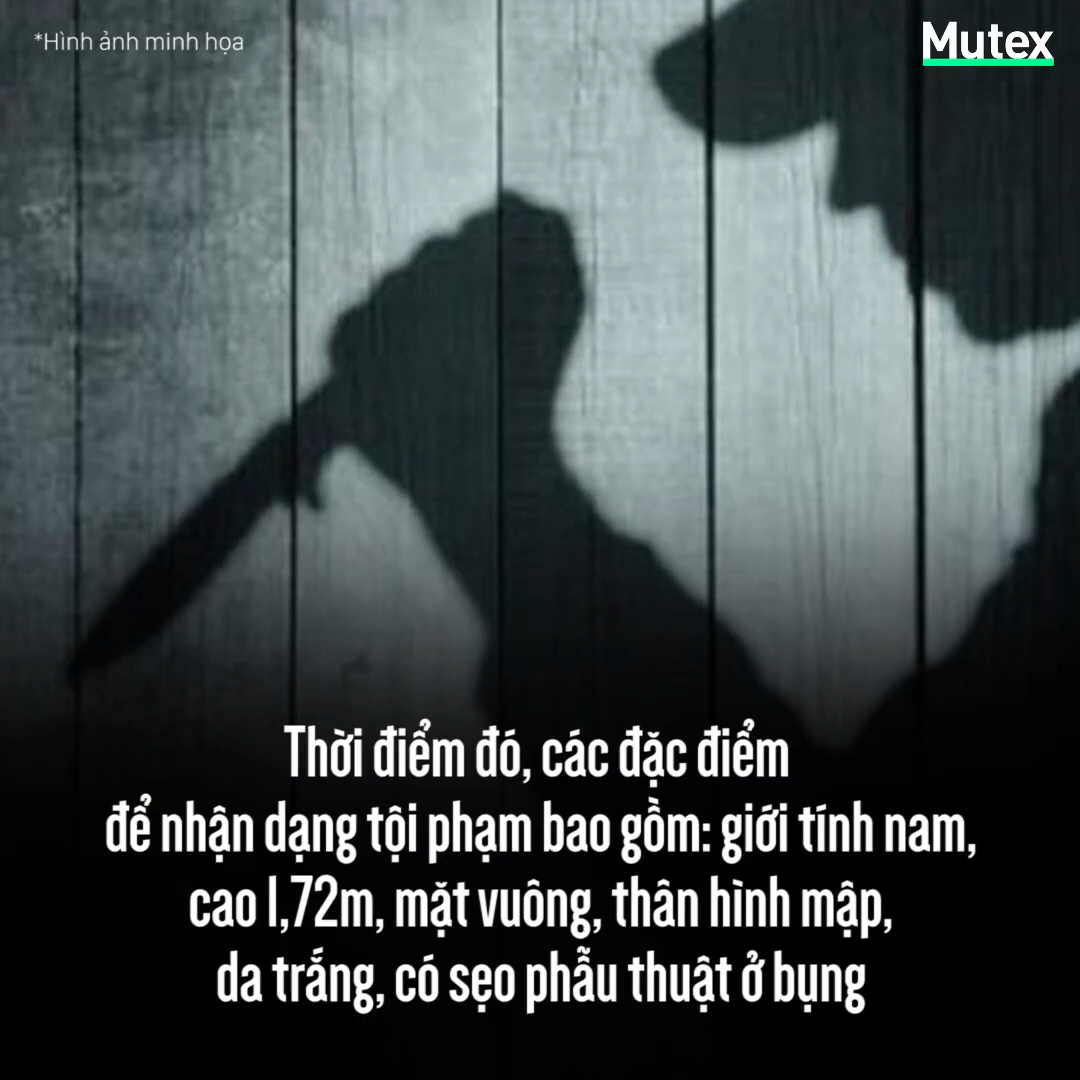 *Hình ảnh minh họa
Mutex
Thời điểm đó, các đặc điểm
để nhận dạng tội phạm bao gồm: giới tính nam,
cao 1,72m, mặt vuông, thân hình mập,
da trắng, có sẹo phẫu thuật ở bụng